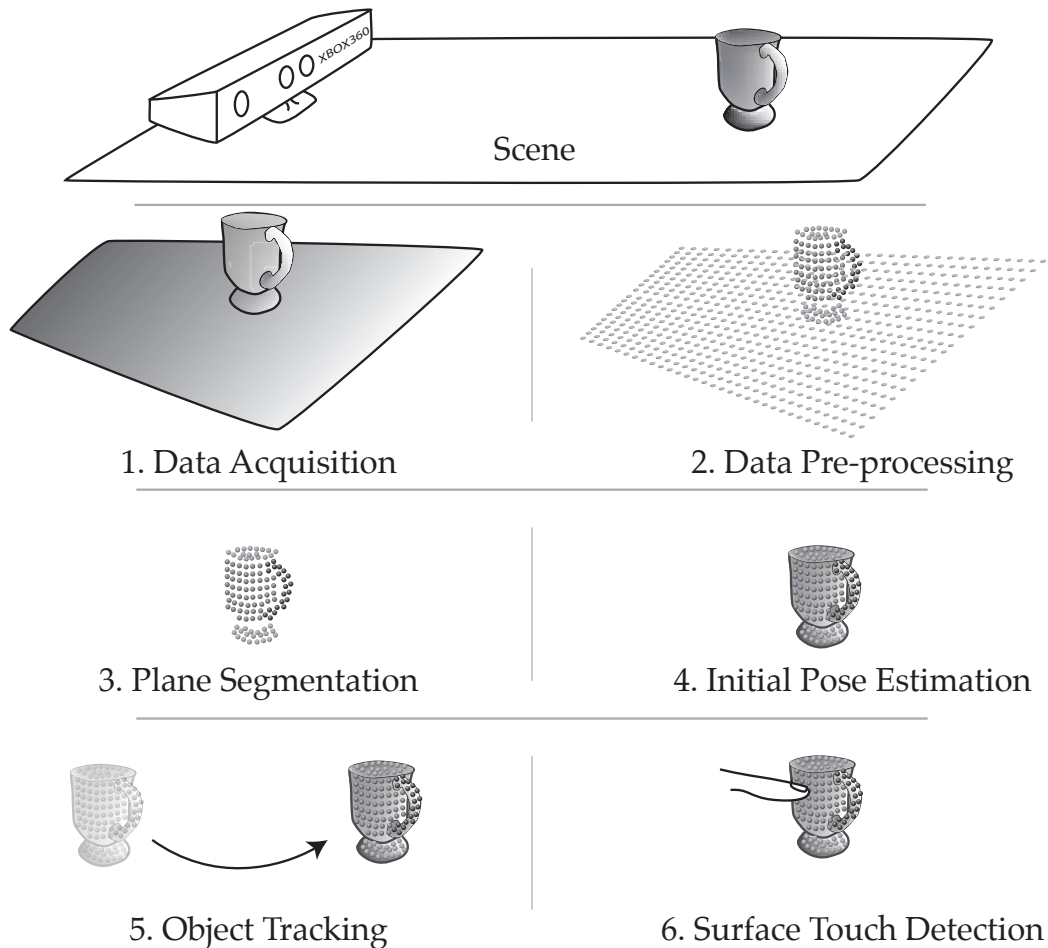 XBOX360
Scene
1. Data Acquisition
2. Data Pre-processing
3. Plane Segmentation
4. Initial Pose Estimation
5. Object Tracking
6. Surface Touch Detection